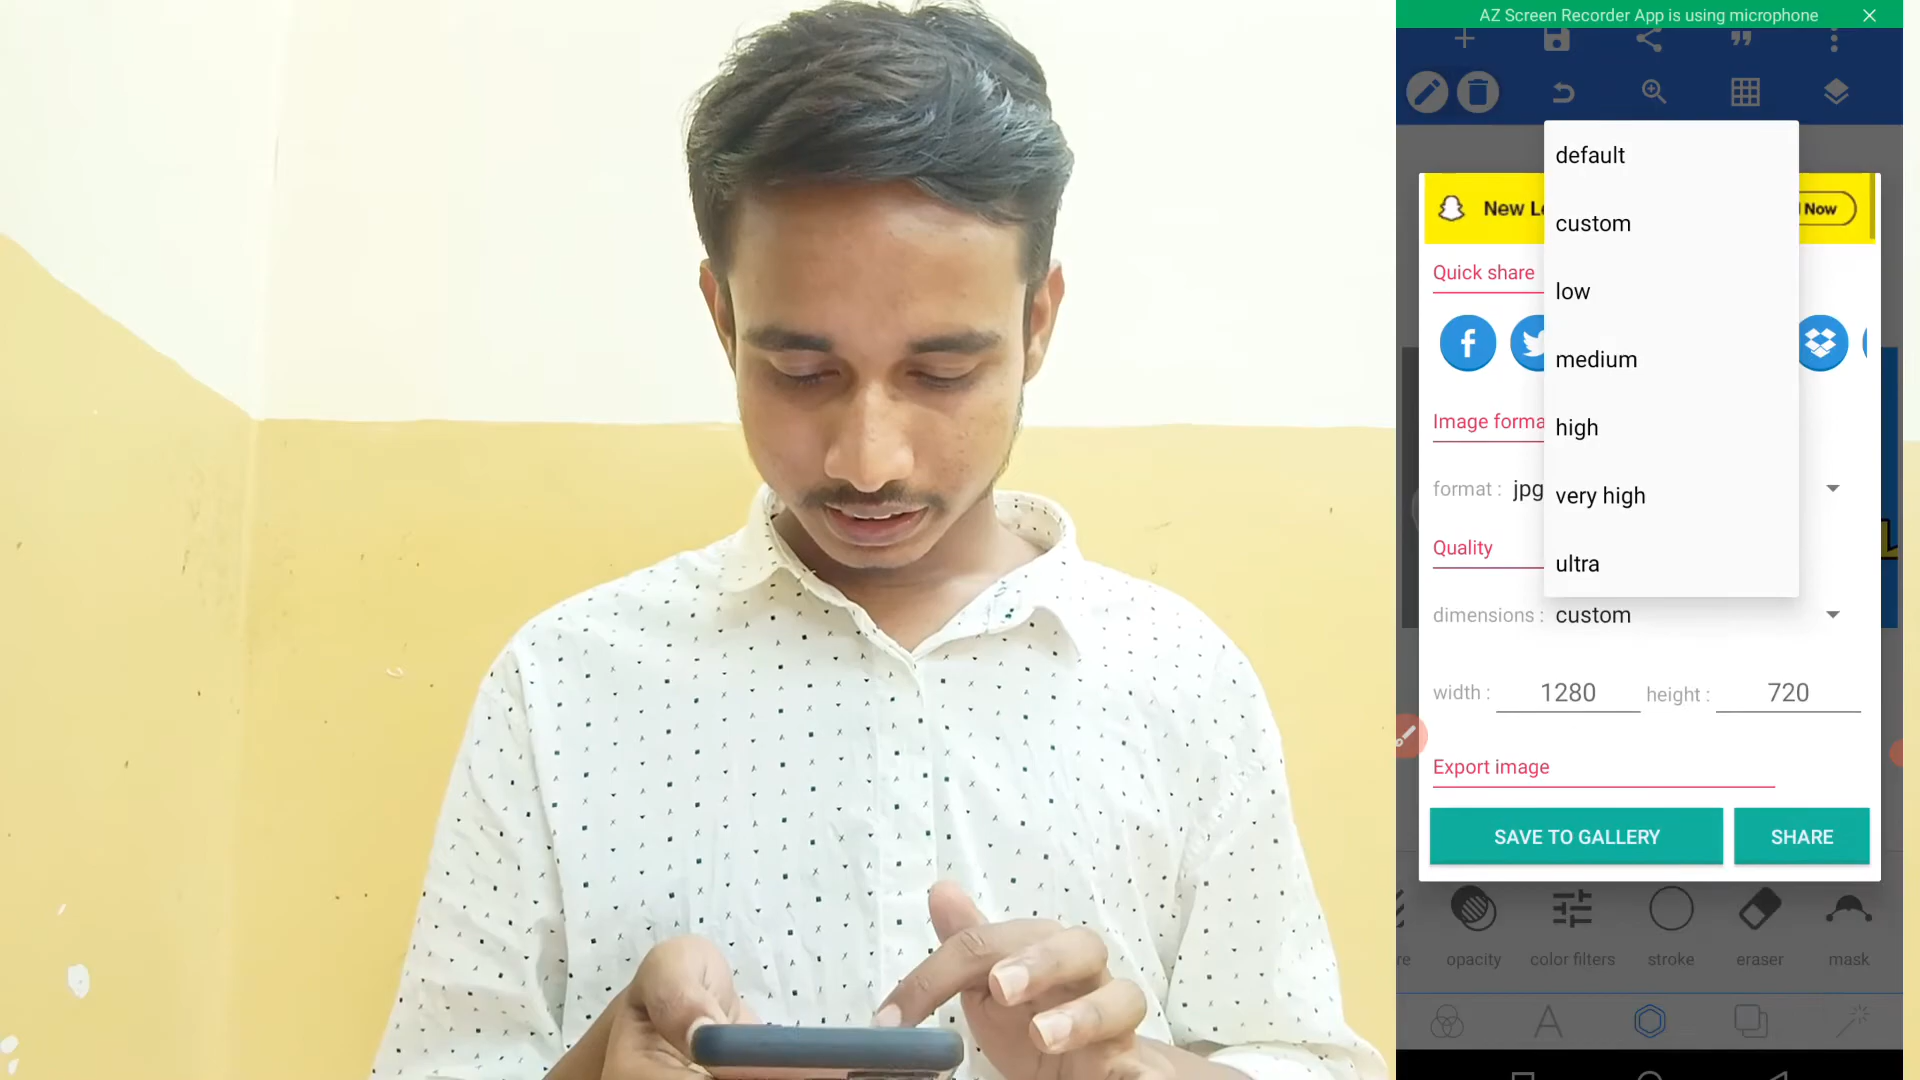 AZ Screen Recorder App is using microphone
default
custom
low
medium
high
very high
ultra
New L
Now
Quick share
Image forma
format : jpg
Quality
dimensions : custom
width : 1280 height : 720
Export image
SAVE TO GALLERY SHARE
re opacity color filters stroke eraser mask